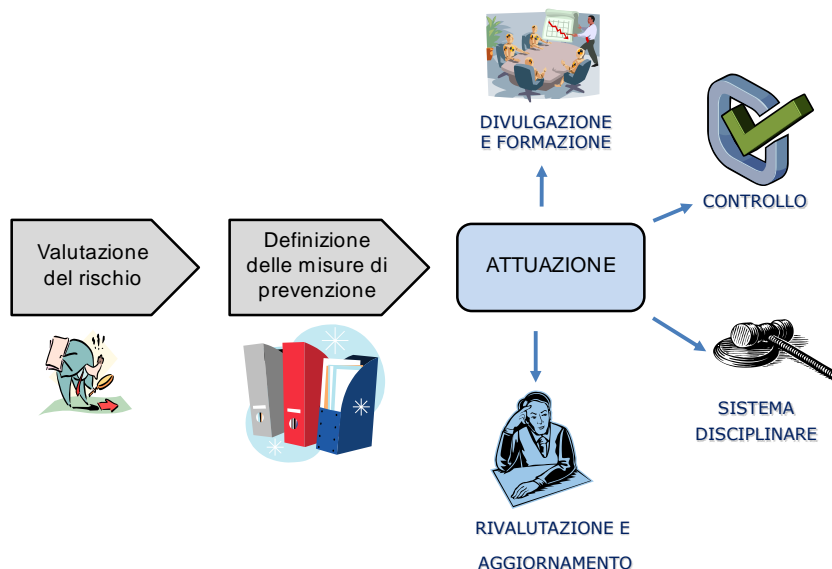 DIVULGAZIONE
E FORMAZIONE
CONTROLLO
Valutazione
del rischio
Definizione
delle misure di
prevenzione
ATTUAZIONE
SISTEMA
DISCIPLINARE
RIVALUTAZIONE E
AGGIORNAMENTO